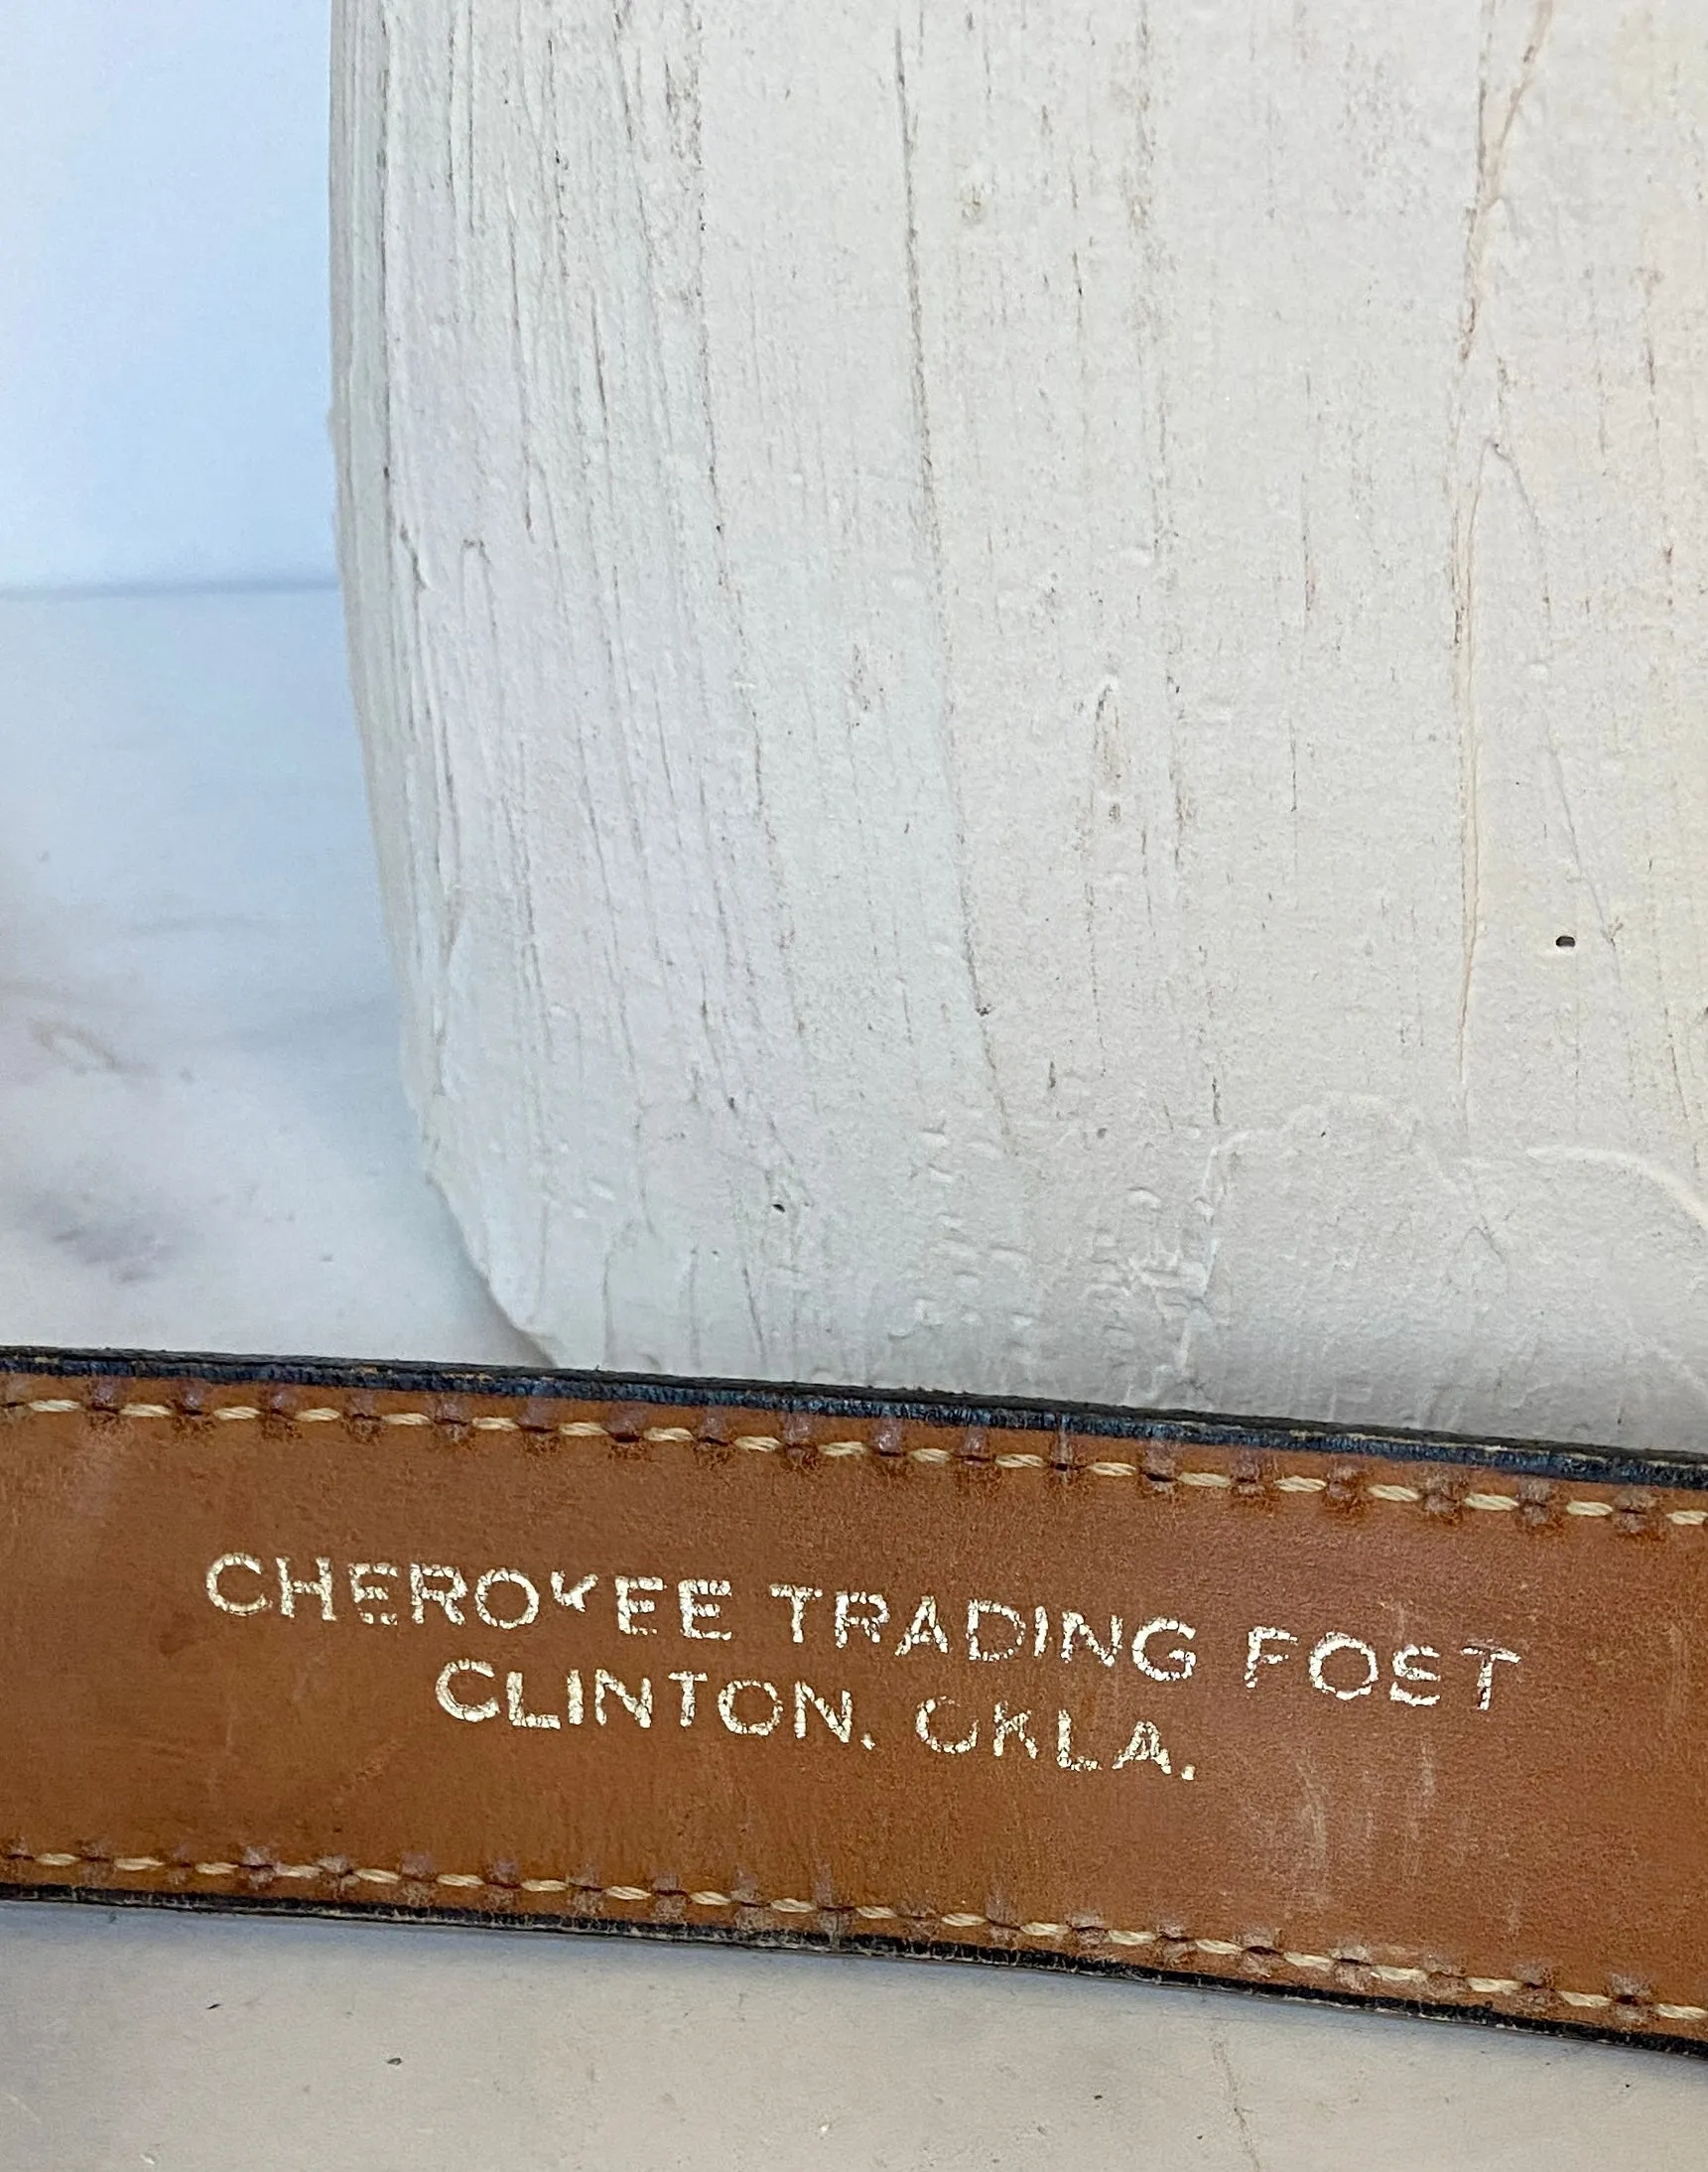 CHEROKEE TRADING POST
CLINTON, OKLA.